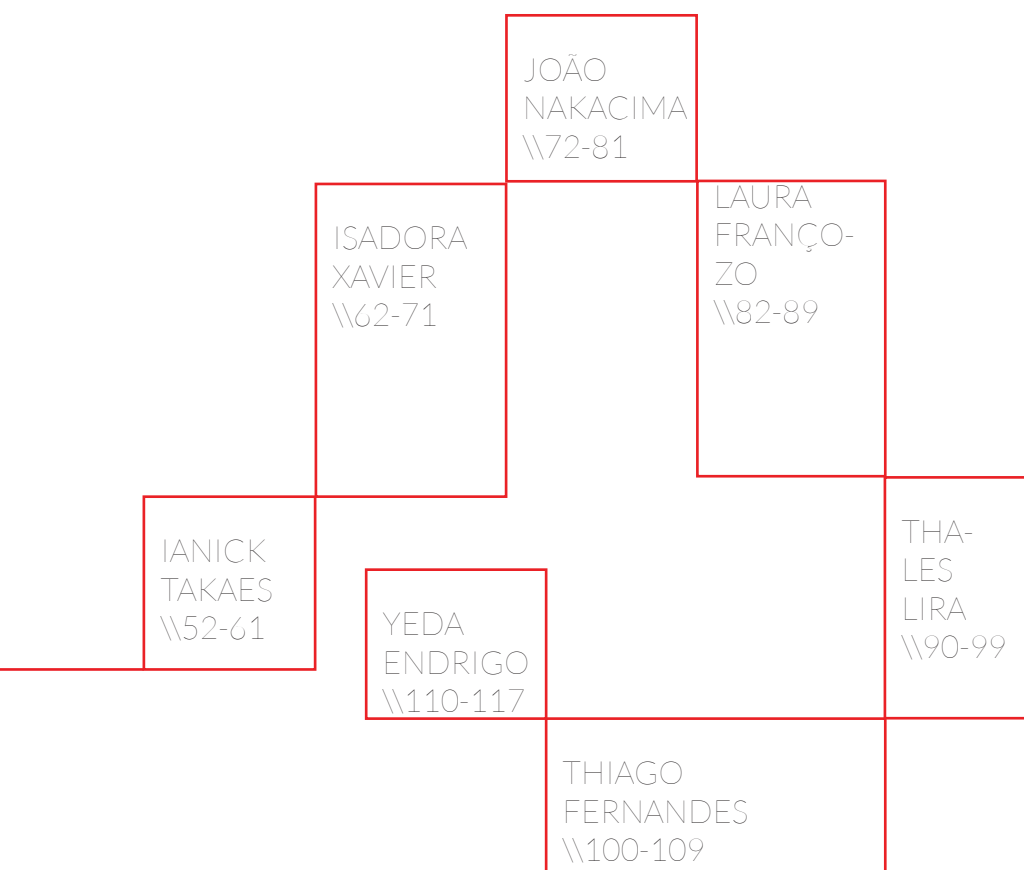 JOÃO
NAKACIMA
\\72-81
LAURA
FRANÇO-
ZO
\\82-89
ISADORA
XAVIER
\\62-71
IANICK
TAKAES
\\52-61
THA-
LES
LIRA
\\90-99
YEDA
ENDRIGO
\\110-117
THIAGO
FERNANDES
\\100-109